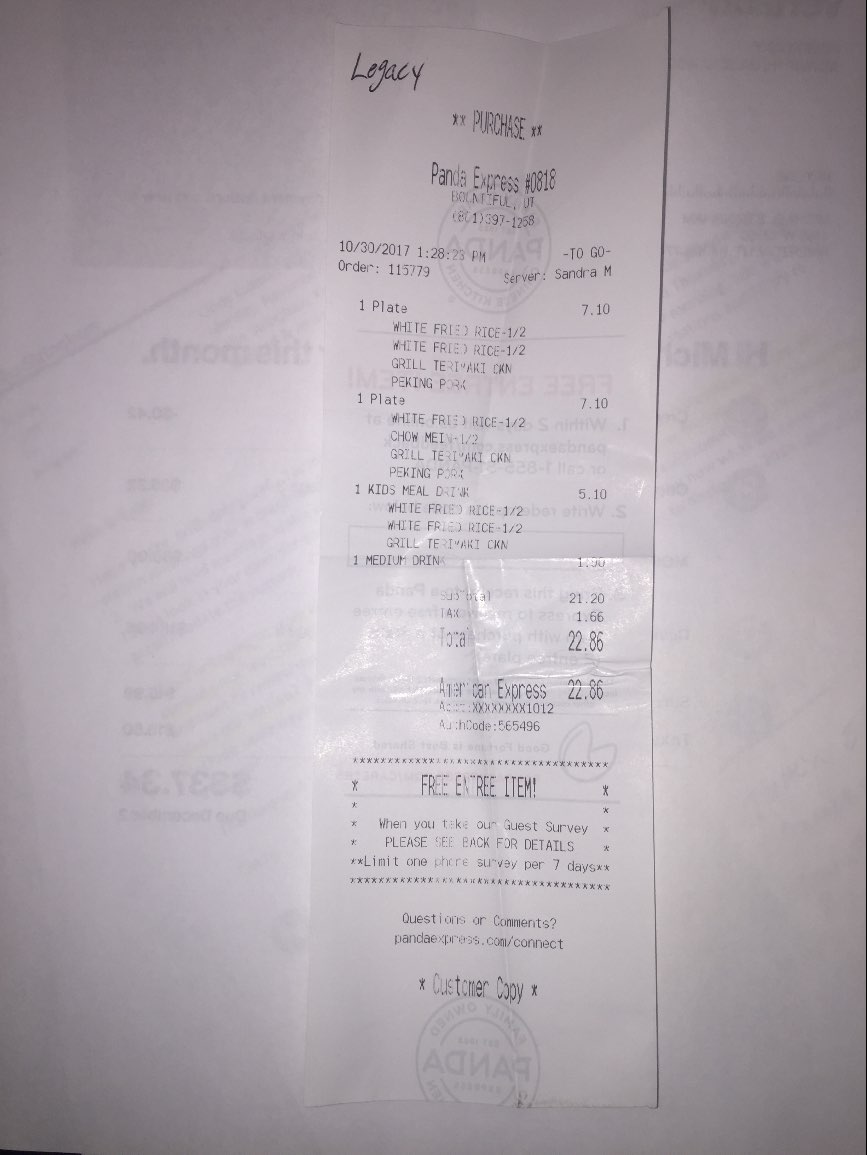 Legacy
** PURCHASE **
Panda Express #0818
BOUNTIFUL, UT
(801)397-1268
10/30/2017 1:28:23 PM -TO GO-
Order: 115779 Server: Sandra M
1 Plate 7.10
WHITE FRIED RICE-1/2
WHITE FRIED RICE-1/2
GRILL TERIYAKI CKN
PEKING PORK
1 Plate 7.10
WHITE FRIED RICE-1/2
CHOW MEIN-1/2
GRILL TERIYAKI CKN
PEKING PORK
1 KIDS MEAL DRINK 5.10
WHITE FRIED RICE-1/2
WHITE FRIED RICE-1/2
GRILL TERIYAKI CKN
1 MEDIUM DRINK 1.90
SubTotal 21.20
TAX 1.66
Total 22.86
American Express 22.86
Acct:XXXXXXXX1012
AuthCode:565496
************************************
* FREE ENTREE ITEM! *
* *
* When you take our Guest Survey *
* PLEASE SEE BACK FOR DETAILS *
**Limit one phone survey per 7 days**
************************************
Questions or Comments?
pandaexpress.com/connect
* Customer Copy *